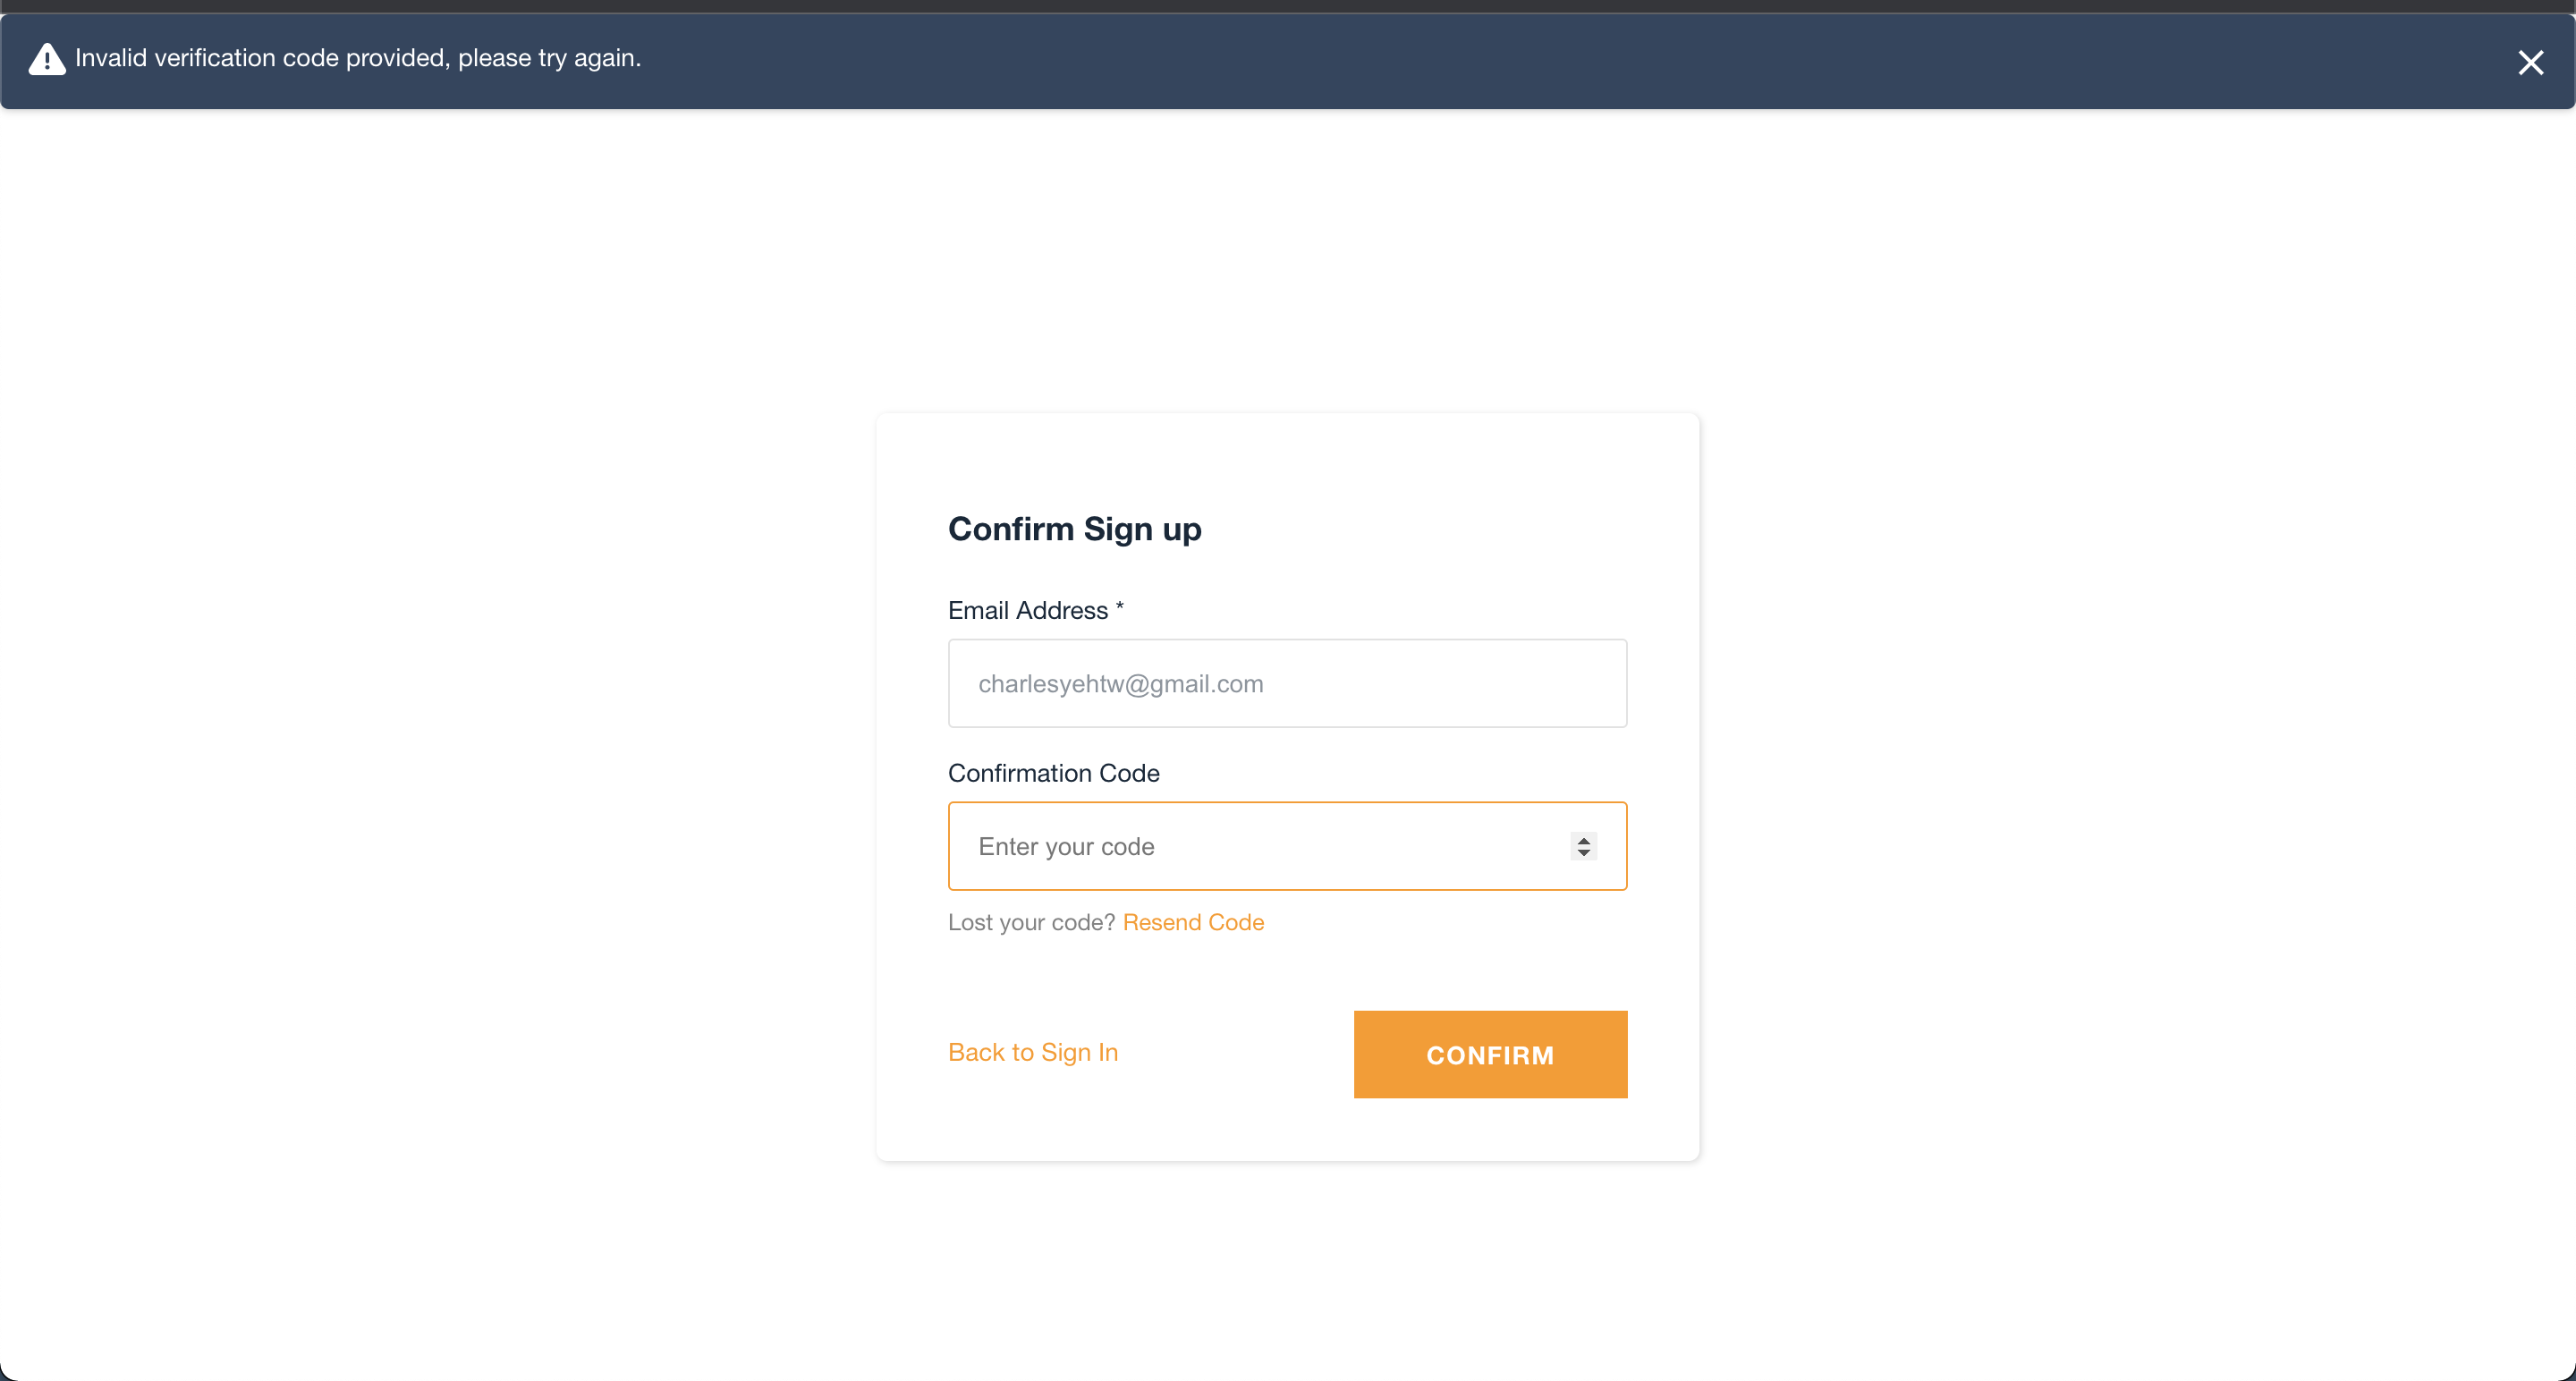 Invalid verification code provided, please try again.
Confirm Sign up
Email Address *
charlesyehtw@gmail.com
Confirmation Code
Enter your code
Lost your code? Resend Code
Back to Sign In
CONFIRM